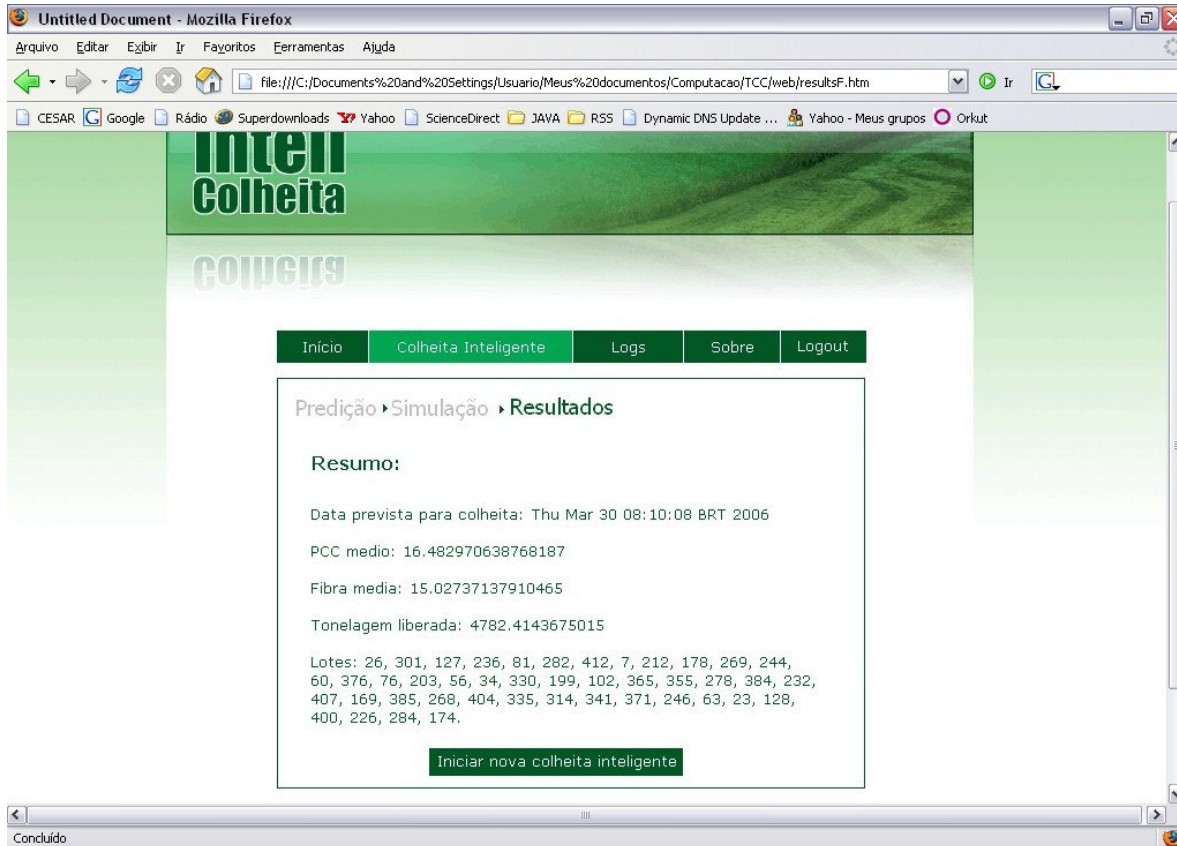 Untitled Document - Mozilla Firefox
Arquivo Editar Exibir Ir Favoritos Ferramentas Ajuda
file:///C:/Documents%20and%20Settings/Usuario/Meus%20documentos/Computacao/TCC/web/resultsF.htm Ir G
CESAR Google Rádio Superdownloads Yahoo ScienceDirect JAVA RSS Dynamic DNS Update ... Yahoo - Meus grupos Orkut
Inteli
Colheita
Colheita
Início Colheita Inteligente Logs Sobre Logout
Predição Simulação Resultados
Resumo:
Data prevista para colheita: Thu Mar 30 08:10:08 BRT 2006
PCC medio: 16.482970638768187
Fibra media: 15.02737137910465
Tonelagem liberada: 4782.4143675015
Lotes: 26, 301, 127, 236, 81, 282, 412, 7, 212, 178, 269, 244,
60, 376, 76, 203, 56, 34, 330, 199, 102, 365, 355, 278, 384, 232,
407, 169, 385, 268, 404, 335, 314, 341, 371, 246, 63, 23, 128,
400, 226, 284, 174.
Iniciar nova colheita inteligente
Concluído